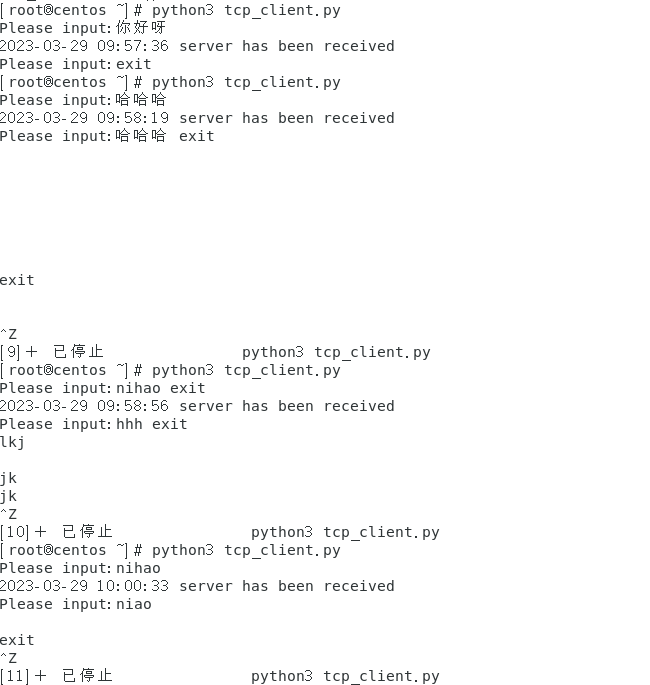 [root@centos ~]# python3 tcp_client.py
Please input:你好呀
2023-03-29 09:57:36 server has been received
Please input:exit
[root@centos ~]# python3 tcp_client.py
Please input:哈哈哈
2023-03-29 09:58:19 server has been received
Please input:哈哈哈 exit
exit
^Z
[9]+  已停止               python3 tcp_client.py
[root@centos ~]# python3 tcp_client.py
Please input:nihao exit
2023-03-29 09:58:56 server has been received
Please input:hhh exit
lkj
jk
jk
^Z
[10]+  已停止               python3 tcp_client.py
[root@centos ~]# python3 tcp_client.py
Please input:nihao
2023-03-29 10:00:33 server has been received
Please input:niao
exit
^Z
[11]+  已停止               python3 tcp_client.py